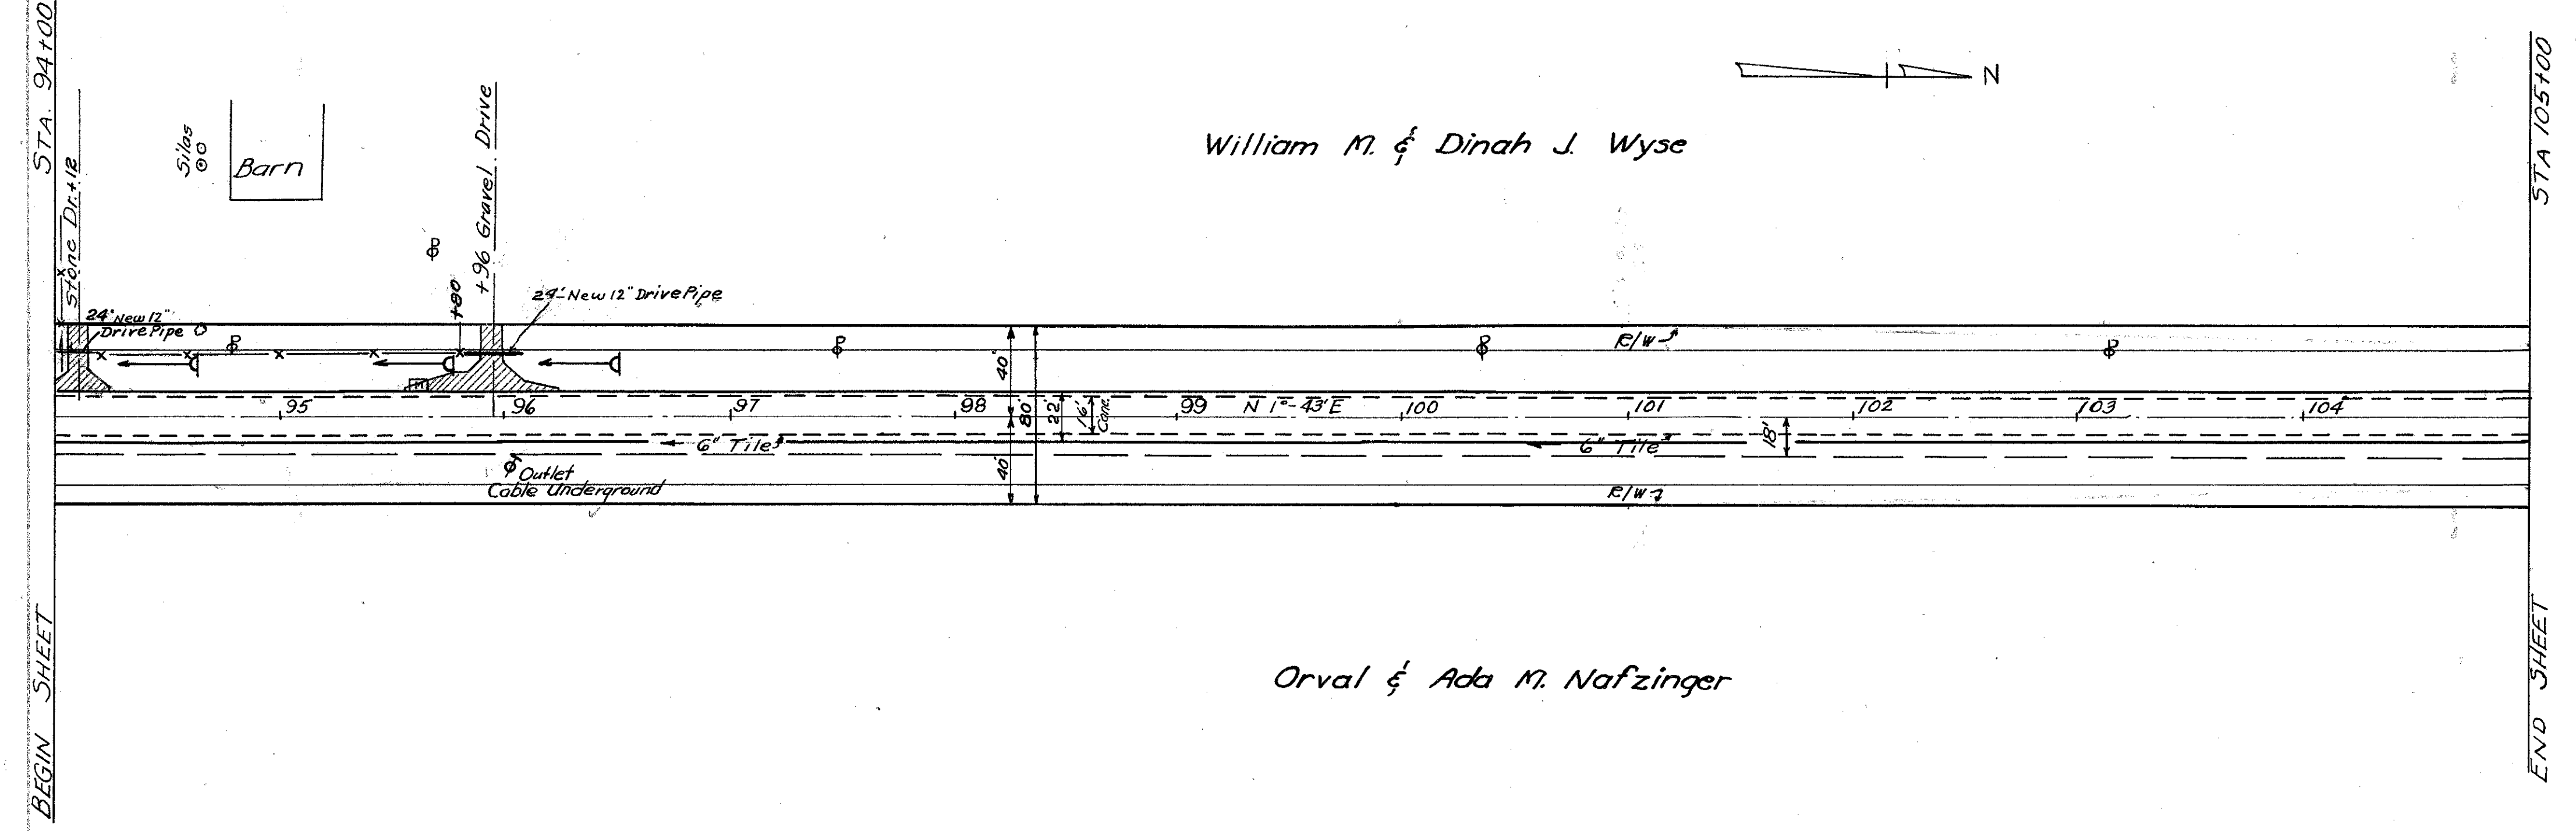 BEGIN SHEET STA. 94+00
Stone Dr. +12
Silos
Barn
+96 Gravel Drive
+80
24' New 12" Drive Pipe
24' New 12"
Drive Pipe
N
William M. & Dinah J. Wyse
STA 105+00
R/W
M
95 96 97 98 99 N 1°-43' E 100 101 102 103 104
40'
80'
22'
16' Conc.
40'
18'
6" Tile
6" Tile
Outlet
Cable Underground
R/W
Orval & Ada M. Nafzinger
END SHEET